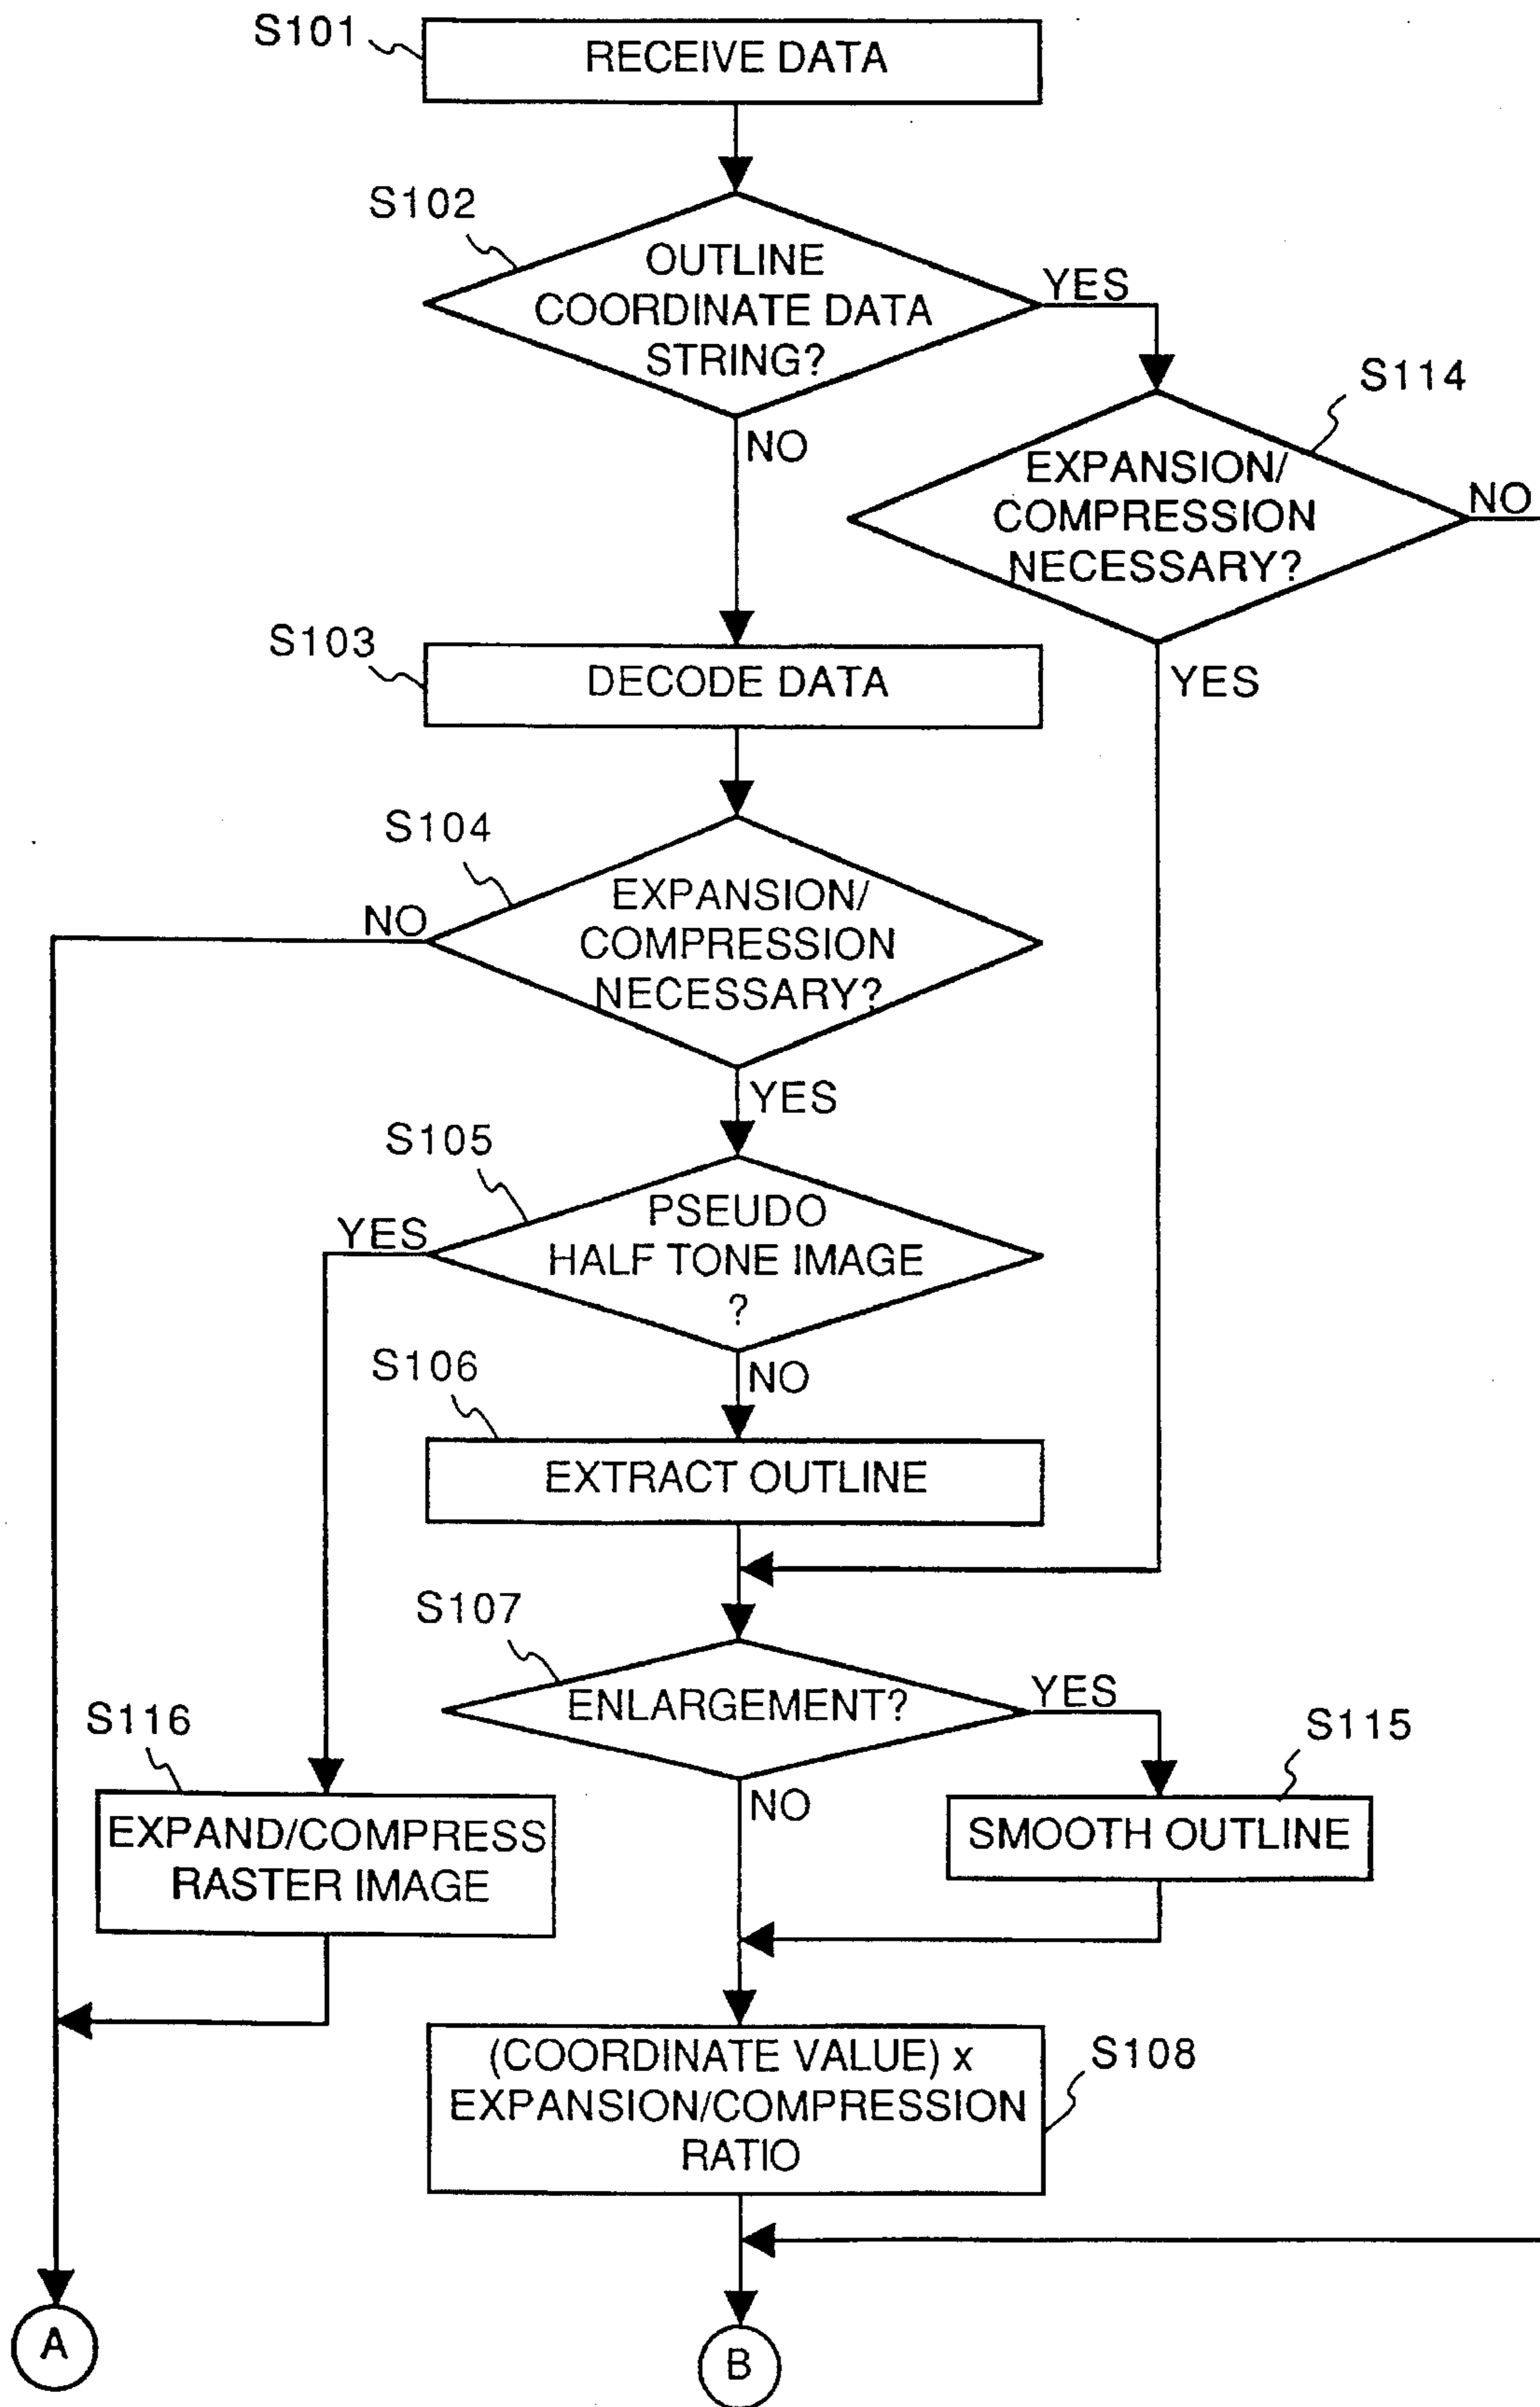 S101
RECEIVE DATA
S102
OUTLINE
COORDINATE DATA
STRING?
YES
NO
S114
EXPANSION/
COMPRESSION
NECESSARY?
NO
YES
S103
DECODE DATA
S104
EXPANSION/
COMPRESSION
NECESSARY?
NO
YES
S105
PSEUDO
HALF TONE IMAGE
?
YES
NO
S106
EXTRACT OUTLINE
S107
ENLARGEMENT?
YES
NO
S115
SMOOTH OUTLINE
S116
EXPAND/COMPRESS
RASTER IMAGE
(COORDINATE VALUE) x
EXPANSION/COMPRESSION
RATIO
S108
A
B